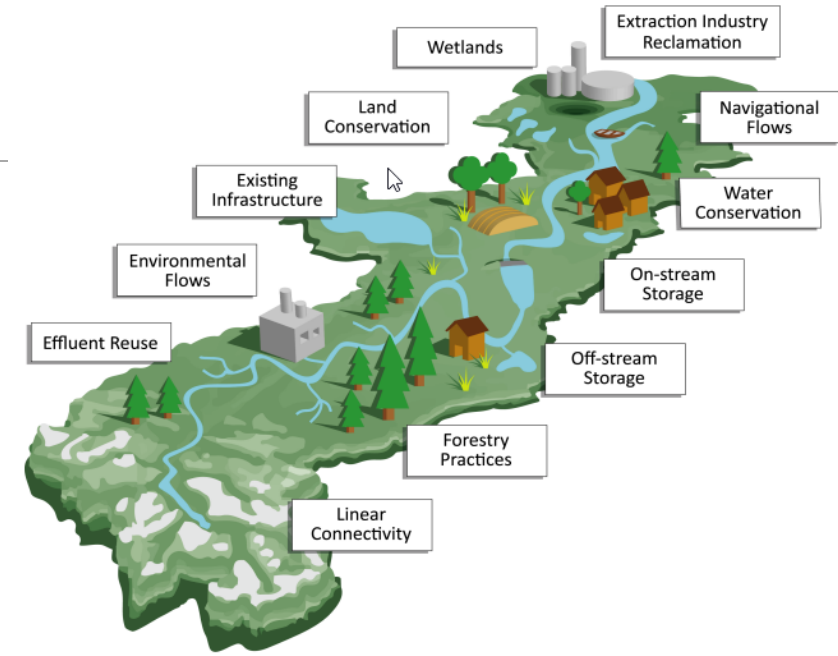 Extraction Industry
Reclamation
Wetlands
Land
Conservation
Navigational
Flows
Existing
Infrastructure
Water
Conservation
Environmental
Flows
On-stream
Storage
Effluent Reuse
Off-stream
Storage
Forestry
Practices
Linear
Connectivity